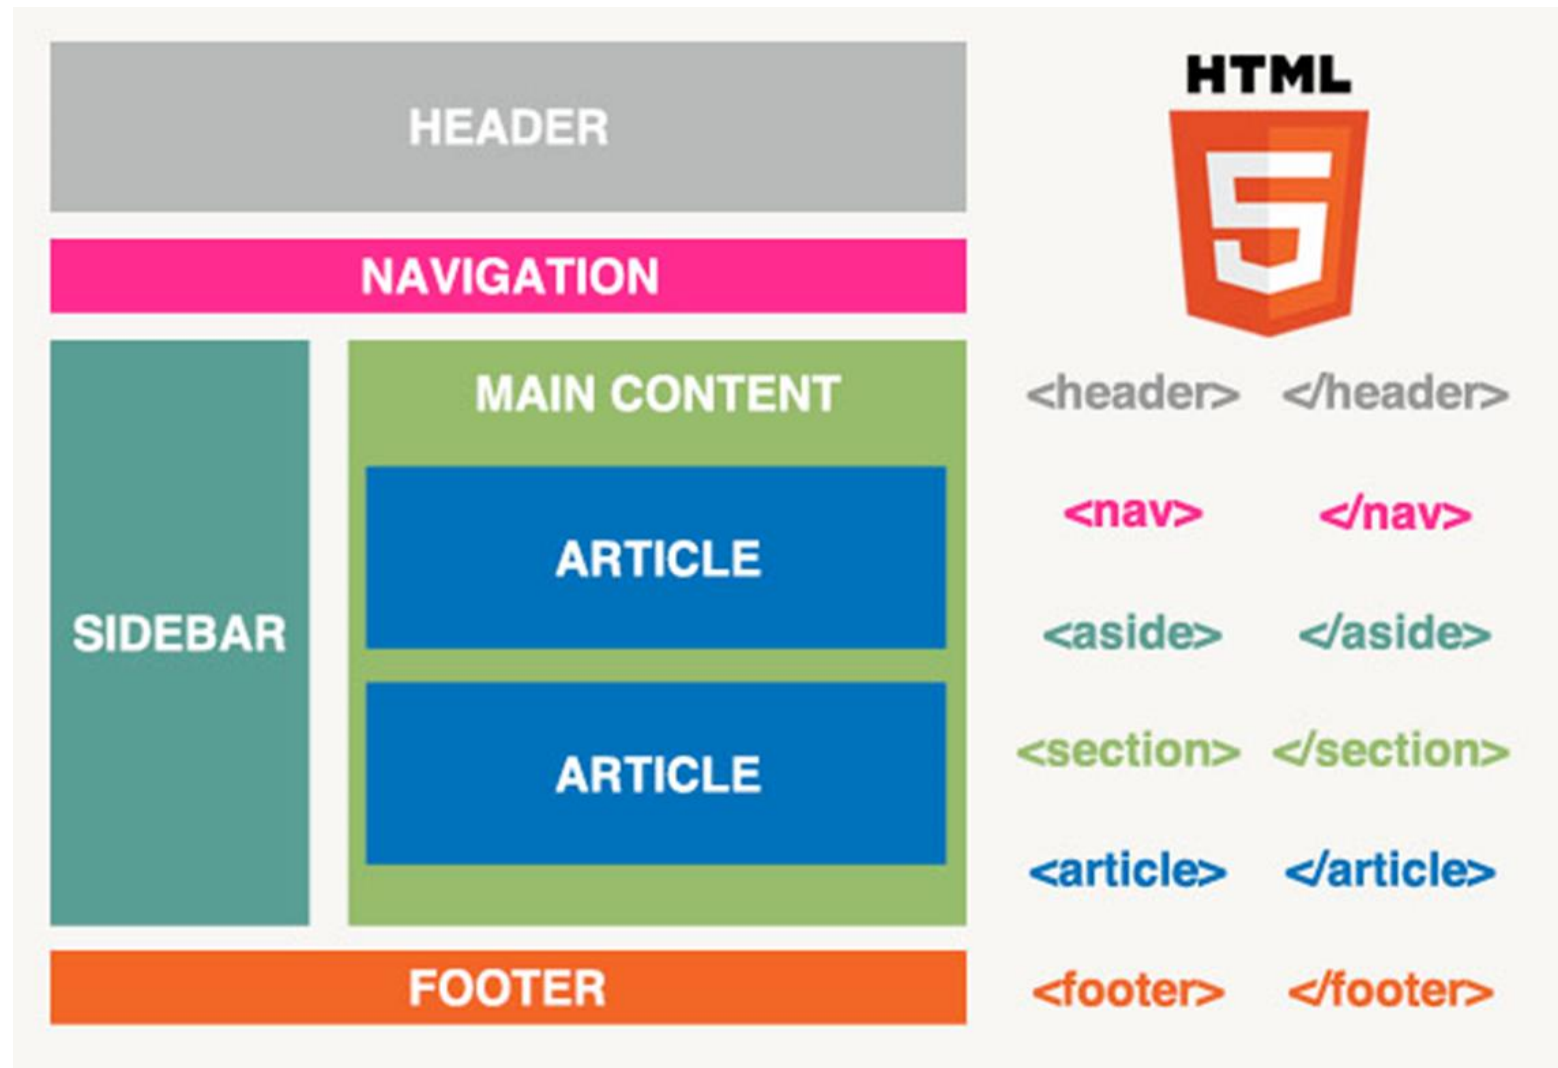 HEADER
NAVIGATION
SIDEBAR
MAIN CONTENT
ARTICLE
ARTICLE
FOOTER
HTML
5
<header> </header>
<nav> </nav>
<aside> </aside>
<section> </section>
<article> </article>
<footer> </footer>